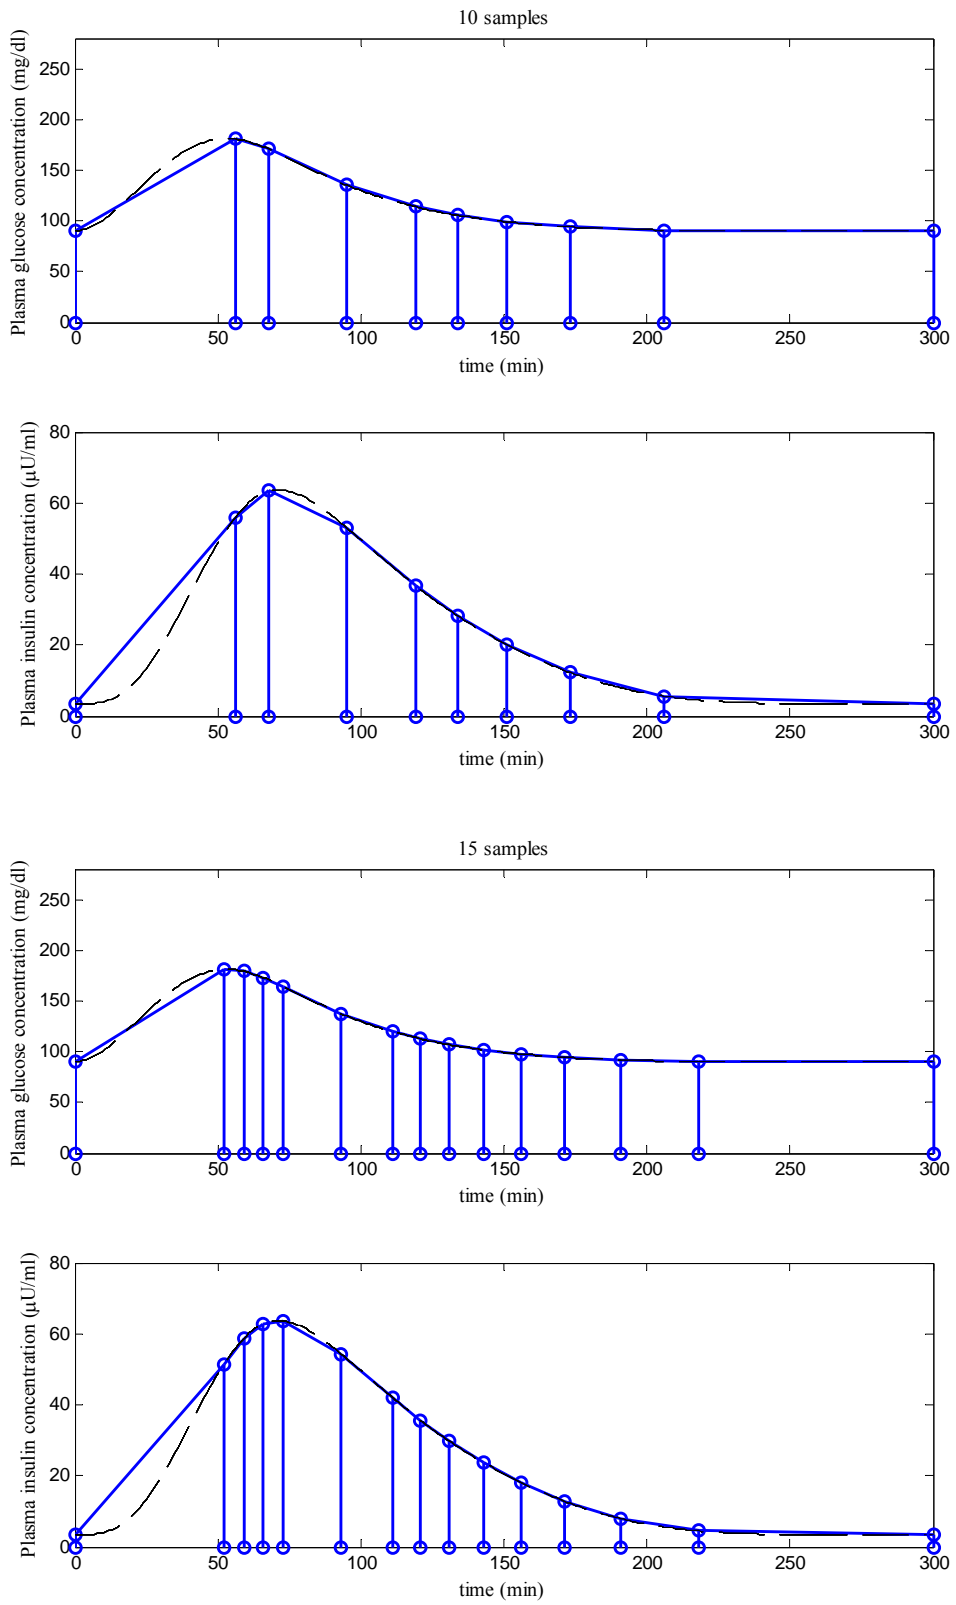 10 samples
Plasma glucose concentration (mg/dl)
250
200
150
100
50
0
0 50 100 150 200 250 300
time (min)
Plasma insulin concentration (μU/ml)
80
60
40
20
0
0 50 100 150 200 250 300
time (min)
15 samples
Plasma glucose concentration (mg/dl)
250
200
150
100
50
0
0 50 100 150 200 250 300
time (min)
Plasma insulin concentration (μU/ml)
80
60
40
20
0
0 50 100 150 200 250 300
time (min)